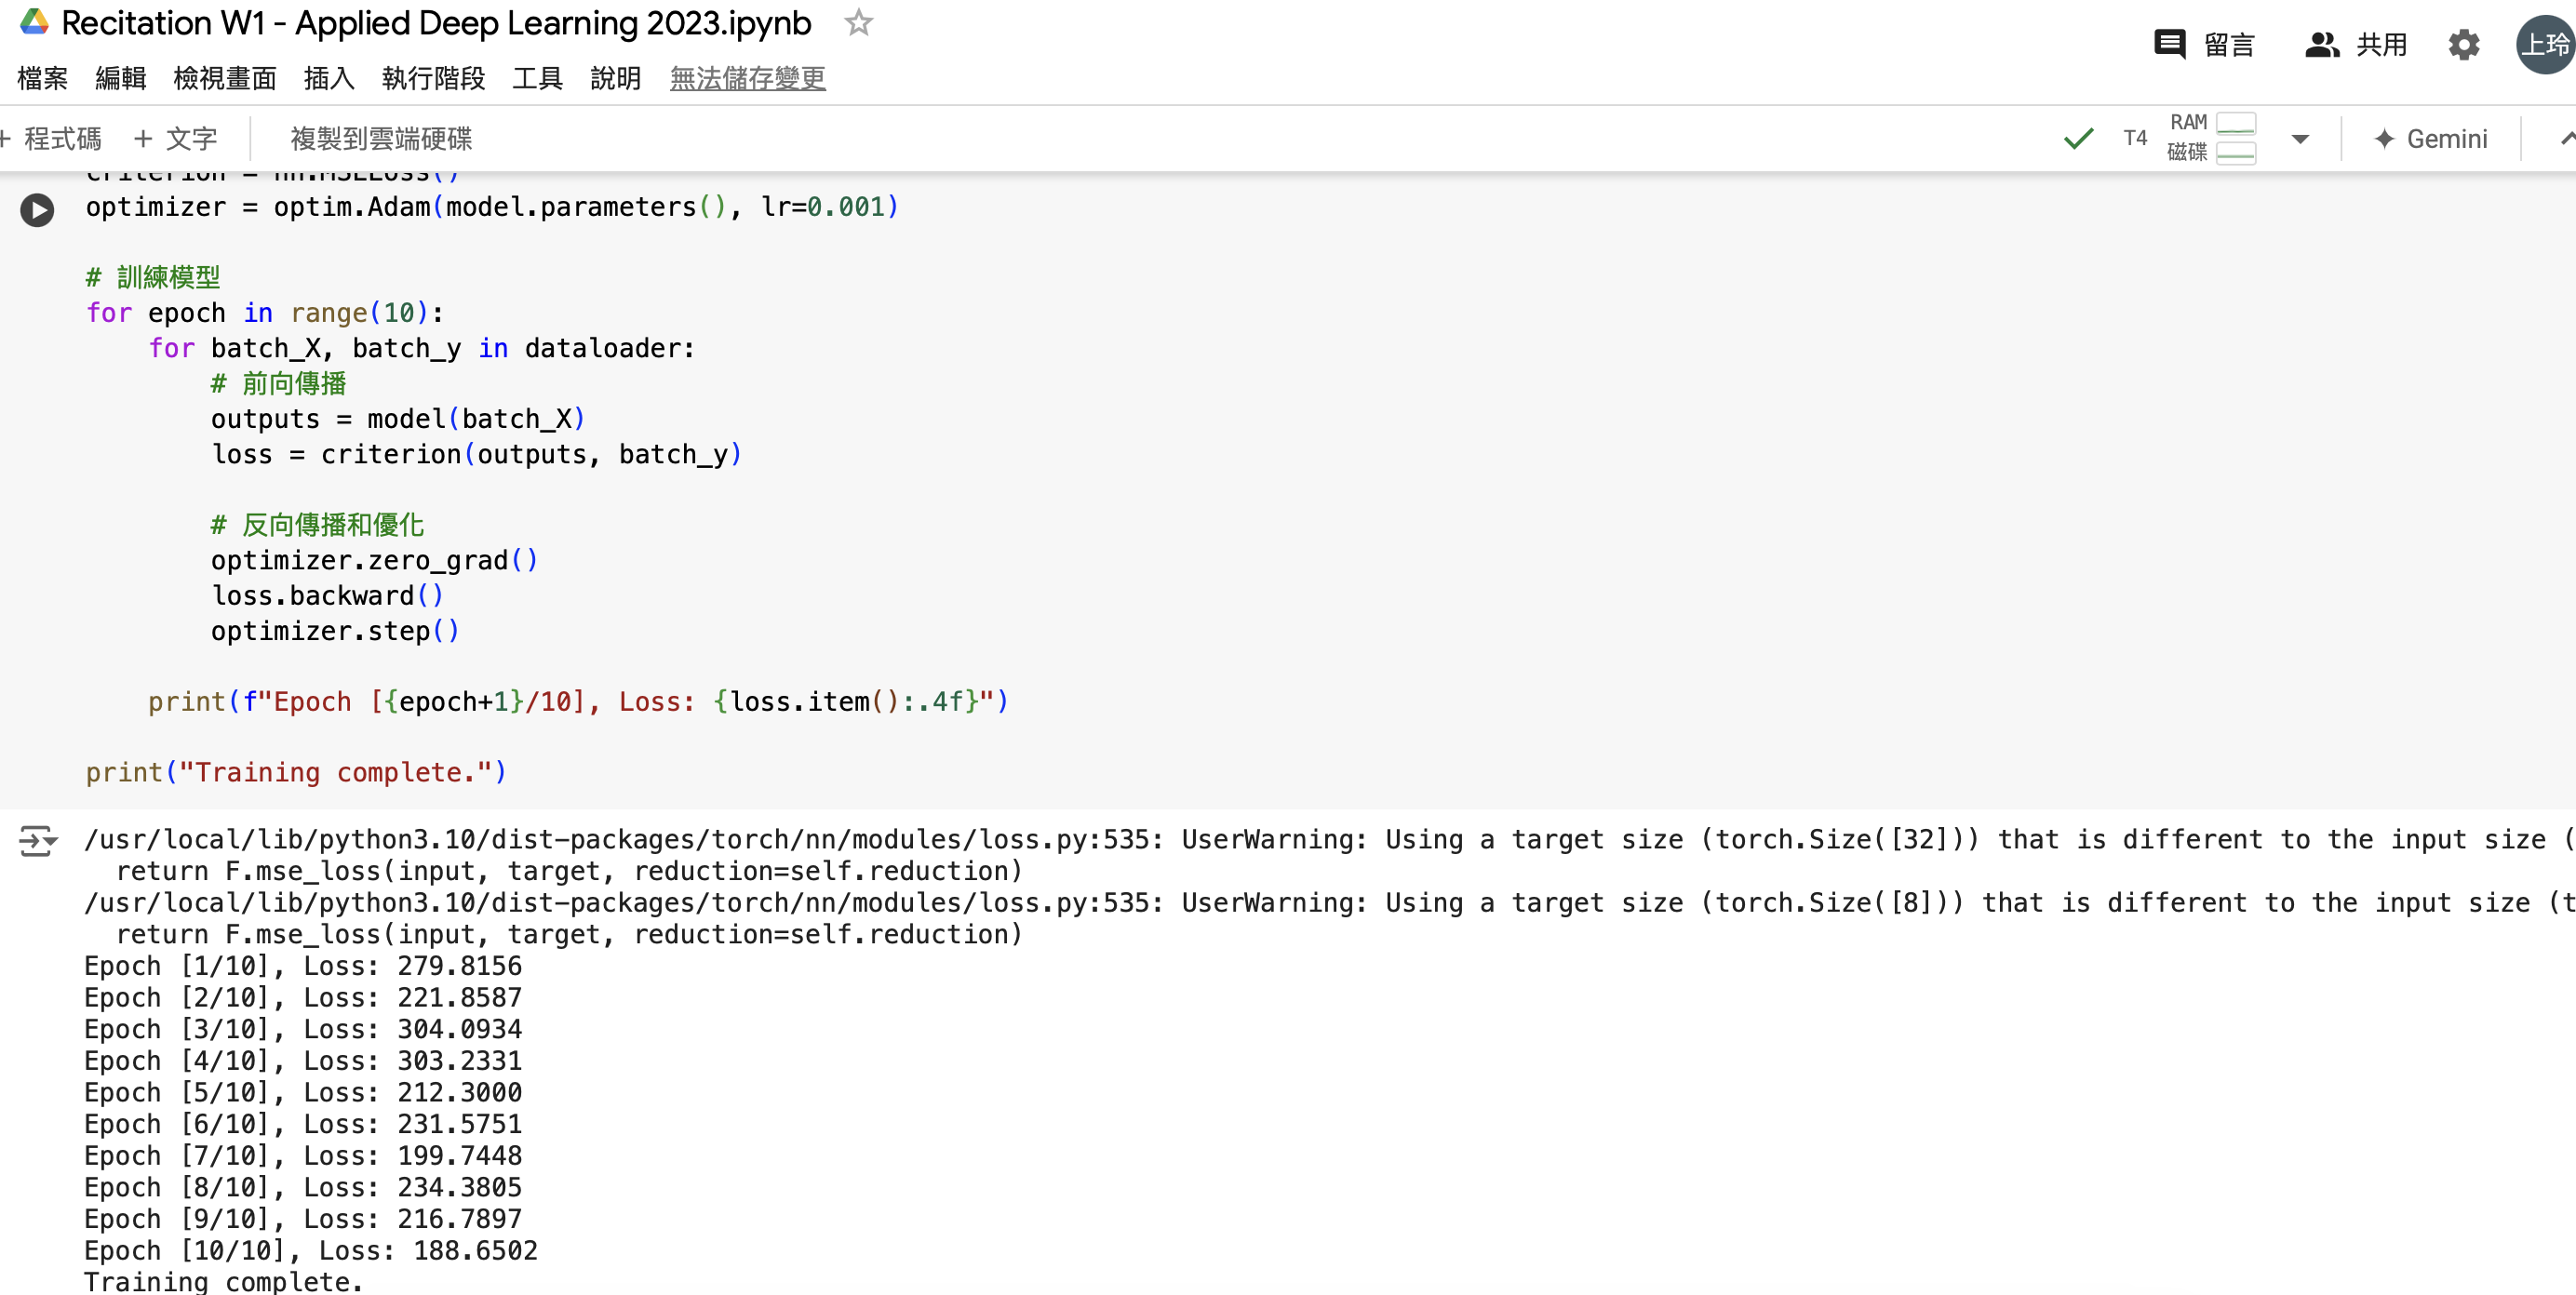 Recitation W1 - Applied Deep Learning 2023.ipynb
留言 共用 上玲
檔案 編輯 檢視畫面 插入 執行階段 工具 說明 無法儲存變更
+ 程式碼 + 文字 複製到雲端硬碟
T4 RAM 磁碟 Gemini
criterion = nn.MSELoss()
optimizer = optim.Adam(model.parameters(), lr=0.001)
# 訓練模型
for epoch in range(10):
    for batch_X, batch_y in dataloader:
        # 前向傳播
        outputs = model(batch_X)
        loss = criterion(outputs, batch_y)
        # 反向傳播和優化
        optimizer.zero_grad()
        loss.backward()
        optimizer.step()
    print(f"Epoch [{epoch+1}/10], Loss: {loss.item():.4f}")
print("Training complete.")
/usr/local/lib/python3.10/dist-packages/torch/nn/modules/loss.py:535: UserWarning: Using a target size (torch.Size([32])) that is different to the input size (
  return F.mse_loss(input, target, reduction=self.reduction)
/usr/local/lib/python3.10/dist-packages/torch/nn/modules/loss.py:535: UserWarning: Using a target size (torch.Size([8])) that is different to the input size (t
  return F.mse_loss(input, target, reduction=self.reduction)
Epoch [1/10], Loss: 279.8156
Epoch [2/10], Loss: 221.8587
Epoch [3/10], Loss: 304.0934
Epoch [4/10], Loss: 303.2331
Epoch [5/10], Loss: 212.3000
Epoch [6/10], Loss: 231.5751
Epoch [7/10], Loss: 199.7448
Epoch [8/10], Loss: 234.3805
Epoch [9/10], Loss: 216.7897
Epoch [10/10], Loss: 188.6502
Training complete.